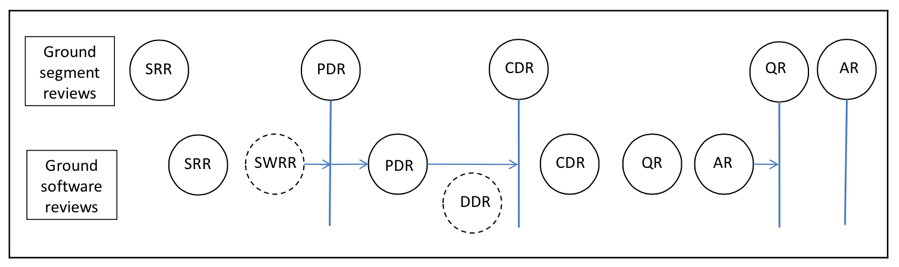 Ground
segment
reviews
SRR
PDR
CDR
QR
AR
Ground
software
reviews
SRR
SWRR
PDR
DDR
CDR
QR
AR